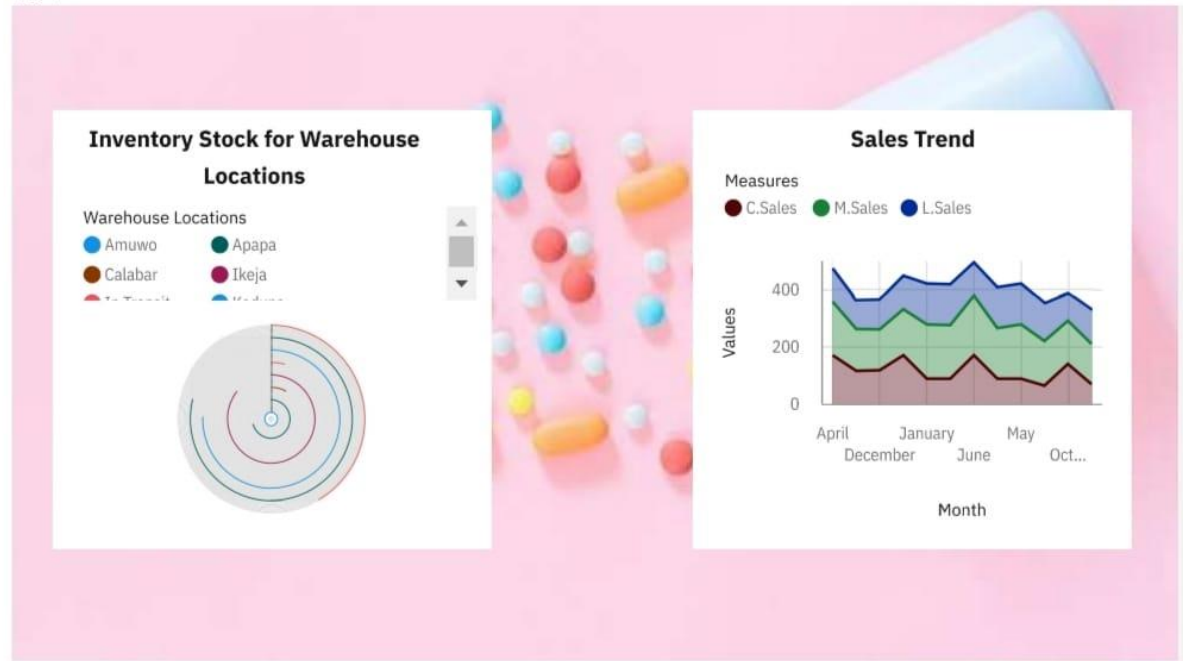 Inventory Stock for Warehouse
Locations
Warehouse Locations
Amuwo Apapa
Calabar Ikeja
Sales Trend
Measures
C.Sales M.Sales L.Sales
Values
400
200
0
April January May
December June Oct...
Month